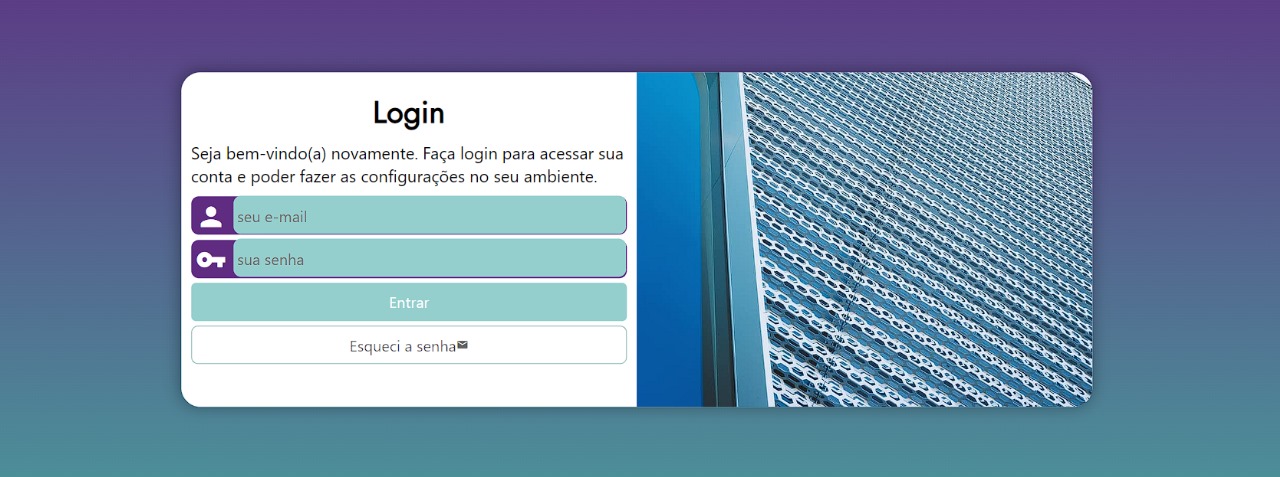 Login
Seja bem-vindo(a) novamente. Faça login para acessar sua
conta e poder fazer as configurações no seu ambiente.
seu e-mail
sua senha
Entrar
Esqueci a senha